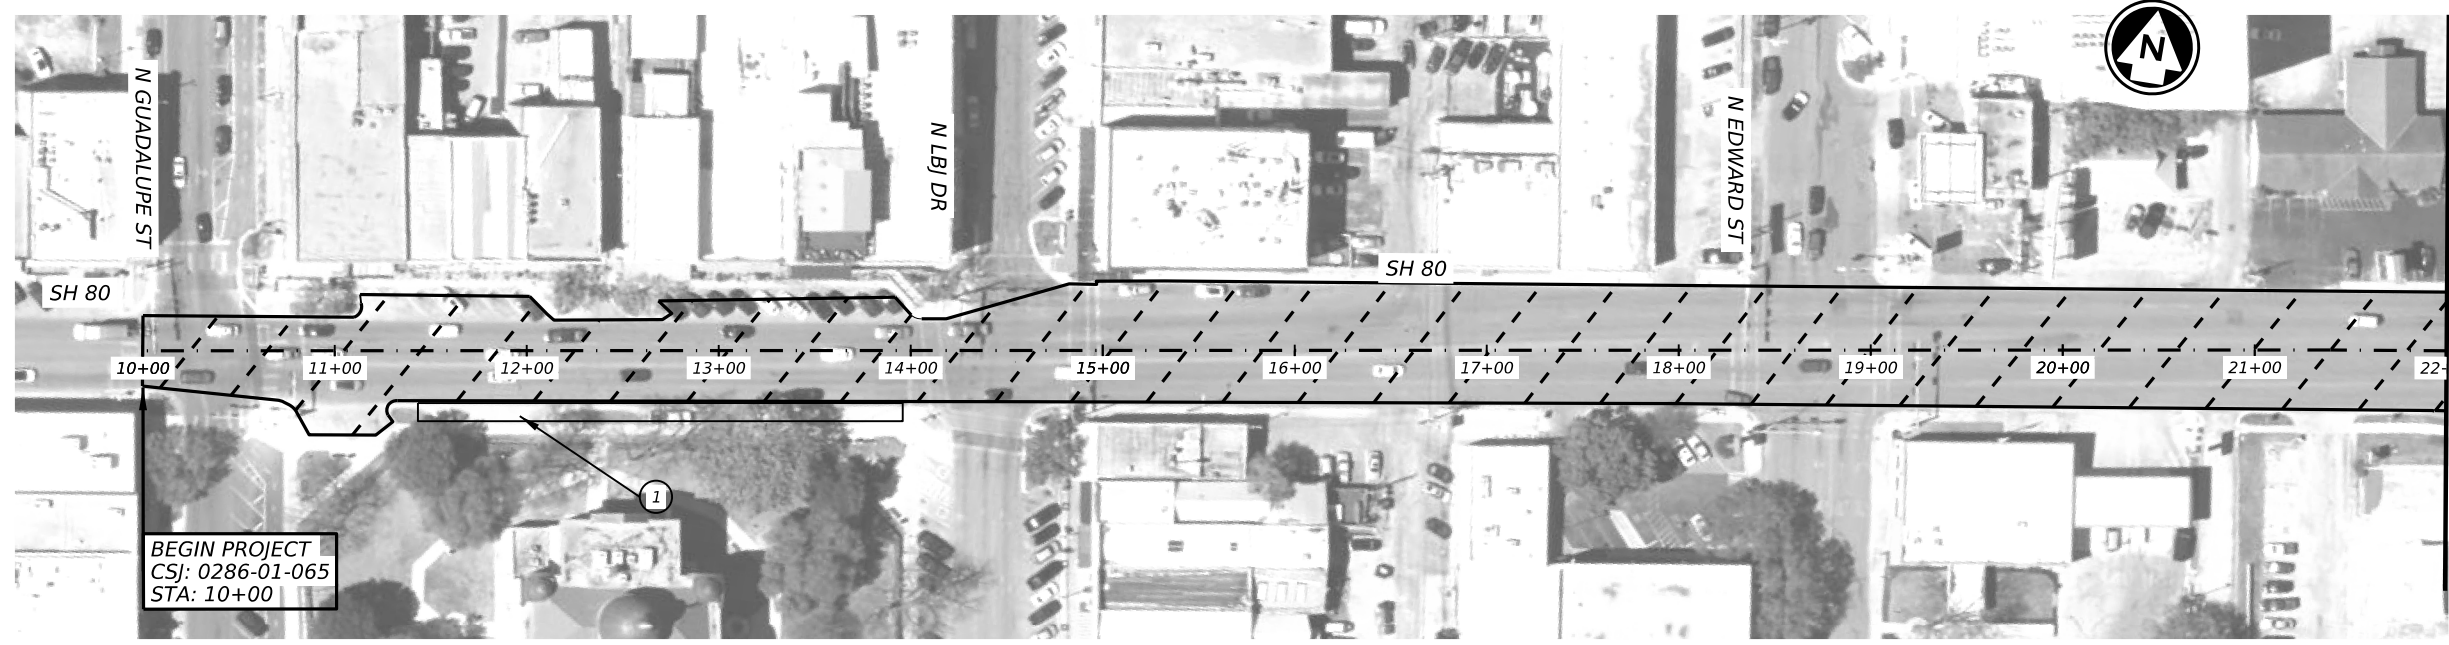 N
N GUADALUPE ST
N LBJ DR
N EDWARD ST
SH 80
SH 80
10+00
11+00
12+00
13+00
14+00
15+00
16+00
17+00
18+00
19+00
20+00
21+00
22-
1
BEGIN PROJECT
CSJ: 0286-01-065
STA: 10+00